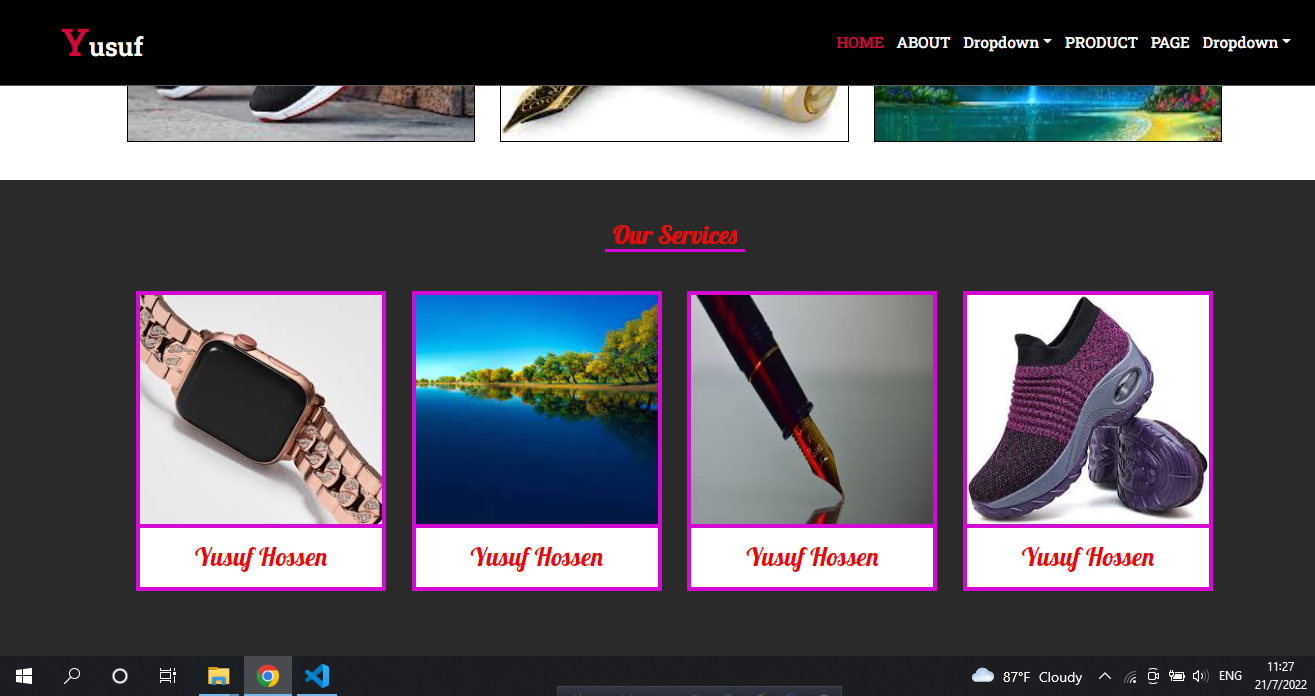 Yusuf
HOME ABOUT Dropdown PRODUCT PAGE Dropdown
Our Services
Yusuf Hossen
Yusuf Hossen
Yusuf Hossen
Yusuf Hossen
87°F Cloudy
ENG
11:27
21/7/2022